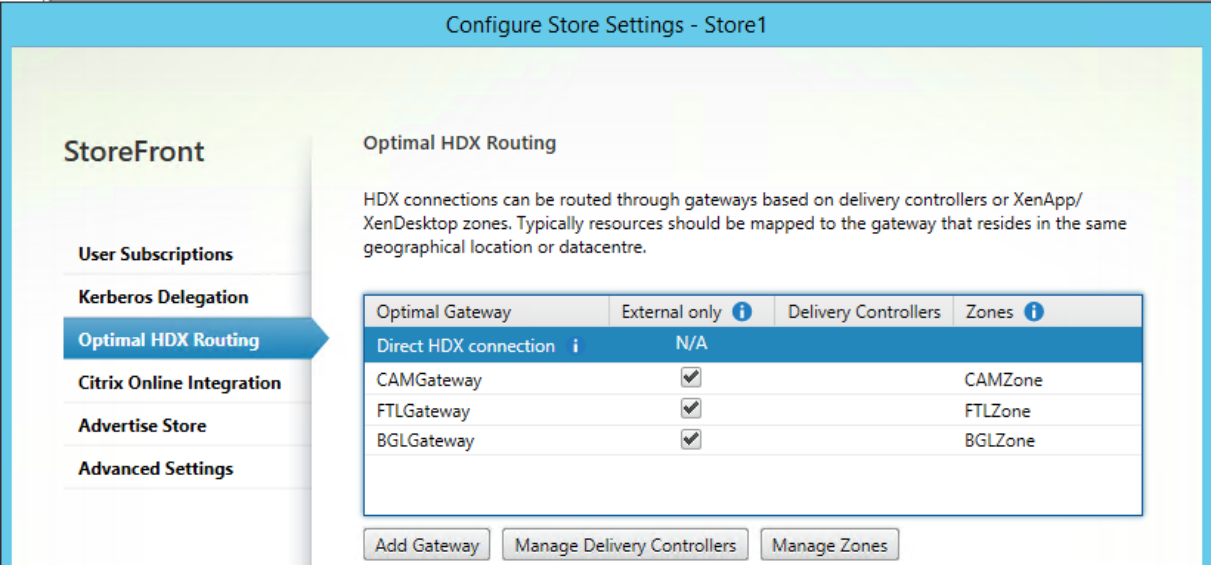 Configure Store Settings - Store1
StoreFront
User Subscriptions
Kerberos Delegation
Optimal HDX Routing
Citrix Online Integration
Advertise Store
Advanced Settings
Optimal HDX Routing
HDX connections can be routed through gateways based on delivery controllers or XenApp/
XenDesktop zones. Typically resources should be mapped to the gateway that resides in the same
geographical location or datacentre.
Optimal Gateway External only i Delivery Controllers Zones i
Direct HDX connection i N/A
CAMGateway CAMZone
FTLGateway FTLZone
BGLGateway BGLZone
Add Gateway Manage Delivery Controllers Manage Zones